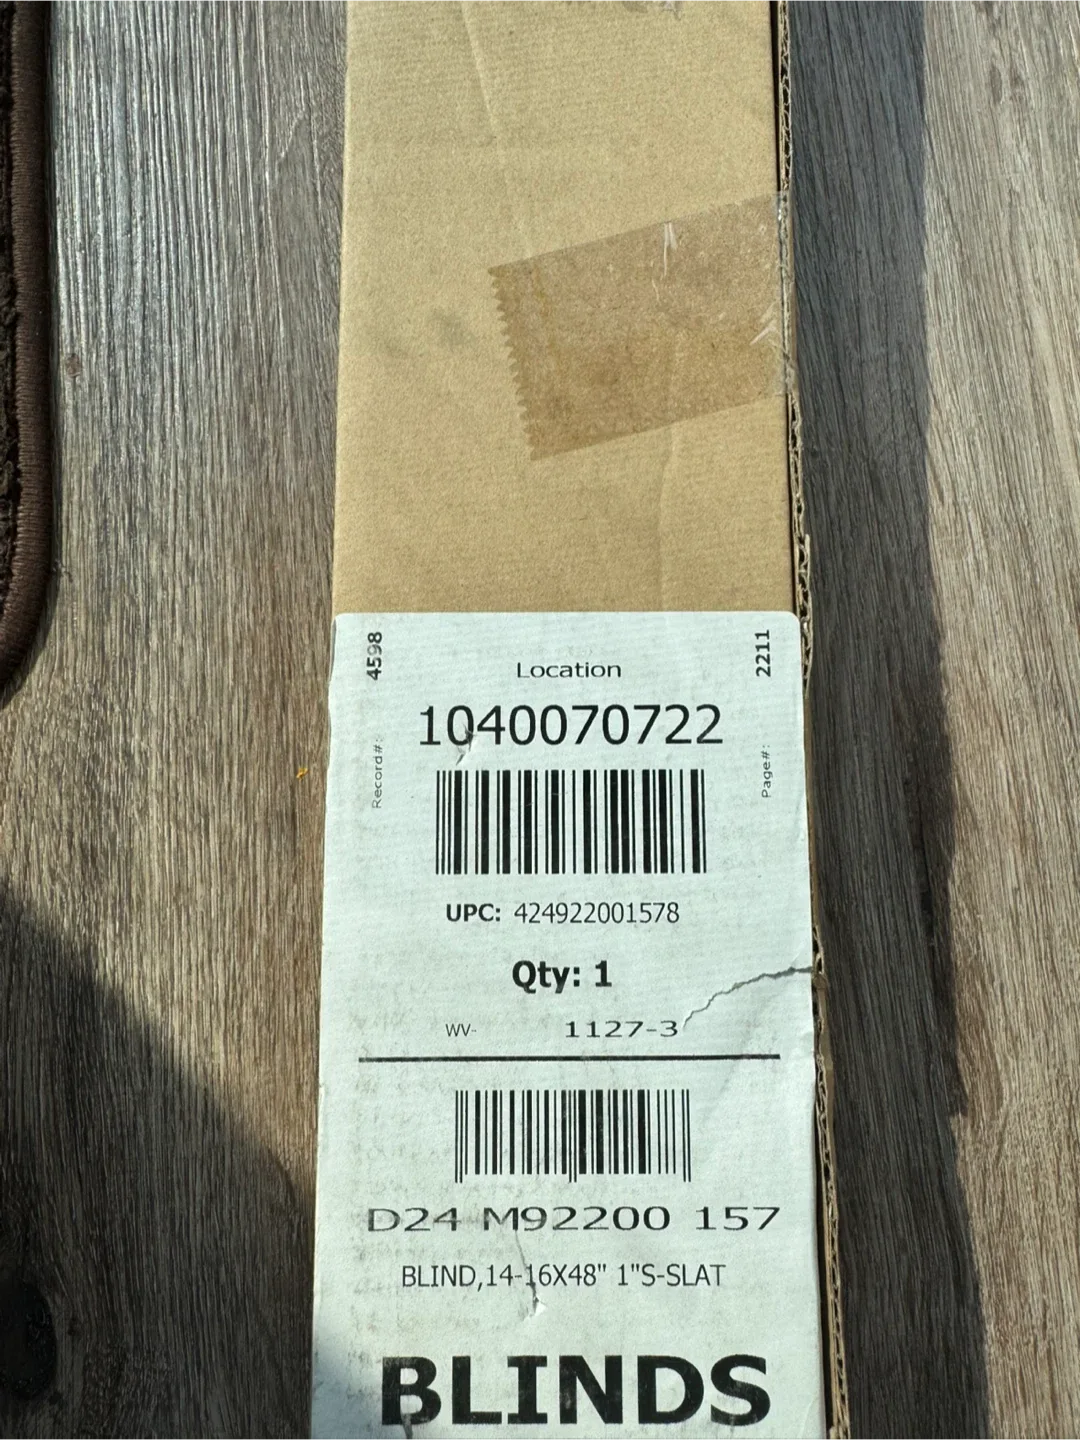 4598
Record#:
Location
2211
Page#:
1040070722
UPC: 424922001578
Qty: 1
WV- 1127-3
D24 M92200 157
BLIND,14-16X48" 1"S-SLAT
BLINDS